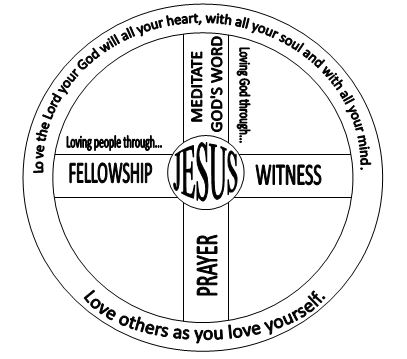 Love the Lord your God will all your heart, with all your soul and with all your mind.
MEDITATE
GOD'S WORD
Loving God through...
Loving people through...
FELLOWSHIP
JESUS
WITNESS
PRAYER
Love others as you love yourself.